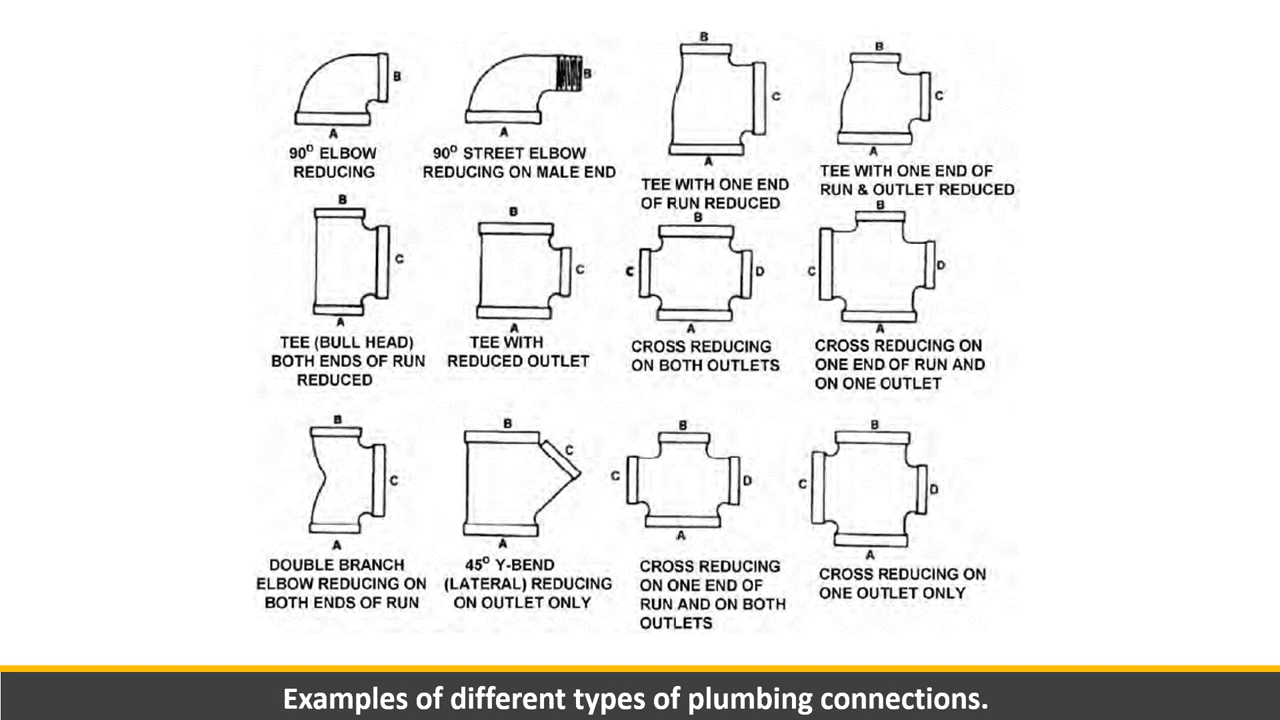 B
A
90° ELBOW
REDUCING
B
A
90° STREET ELBOW
REDUCING ON MALE END
B
C
A
TEE WITH ONE END
OF RUN REDUCED
B
C
A
TEE WITH ONE END OF
RUN & OUTLET REDUCED
B
C
A
TEE (BULL HEAD)
BOTH ENDS OF RUN
REDUCED
B
C
A
TEE WITH
REDUCED OUTLET
B
C
D
A
CROSS REDUCING
ON BOTH OUTLETS
B
C
D
A
CROSS REDUCING ON
ONE END OF RUN AND
ON ONE OUTLET
B
C
A
DOUBLE BRANCH
ELBOW REDUCING ON
BOTH ENDS OF RUN
B
C
A
45° Y-BEND
(LATERAL) REDUCING
ON OUTLET ONLY
B
C
D
A
CROSS REDUCING
ON ONE END OF
RUN AND ON BOTH
OUTLETS
B
C
D
A
CROSS REDUCING ON
ONE OUTLET ONLY
Examples of different types of plumbing connections.